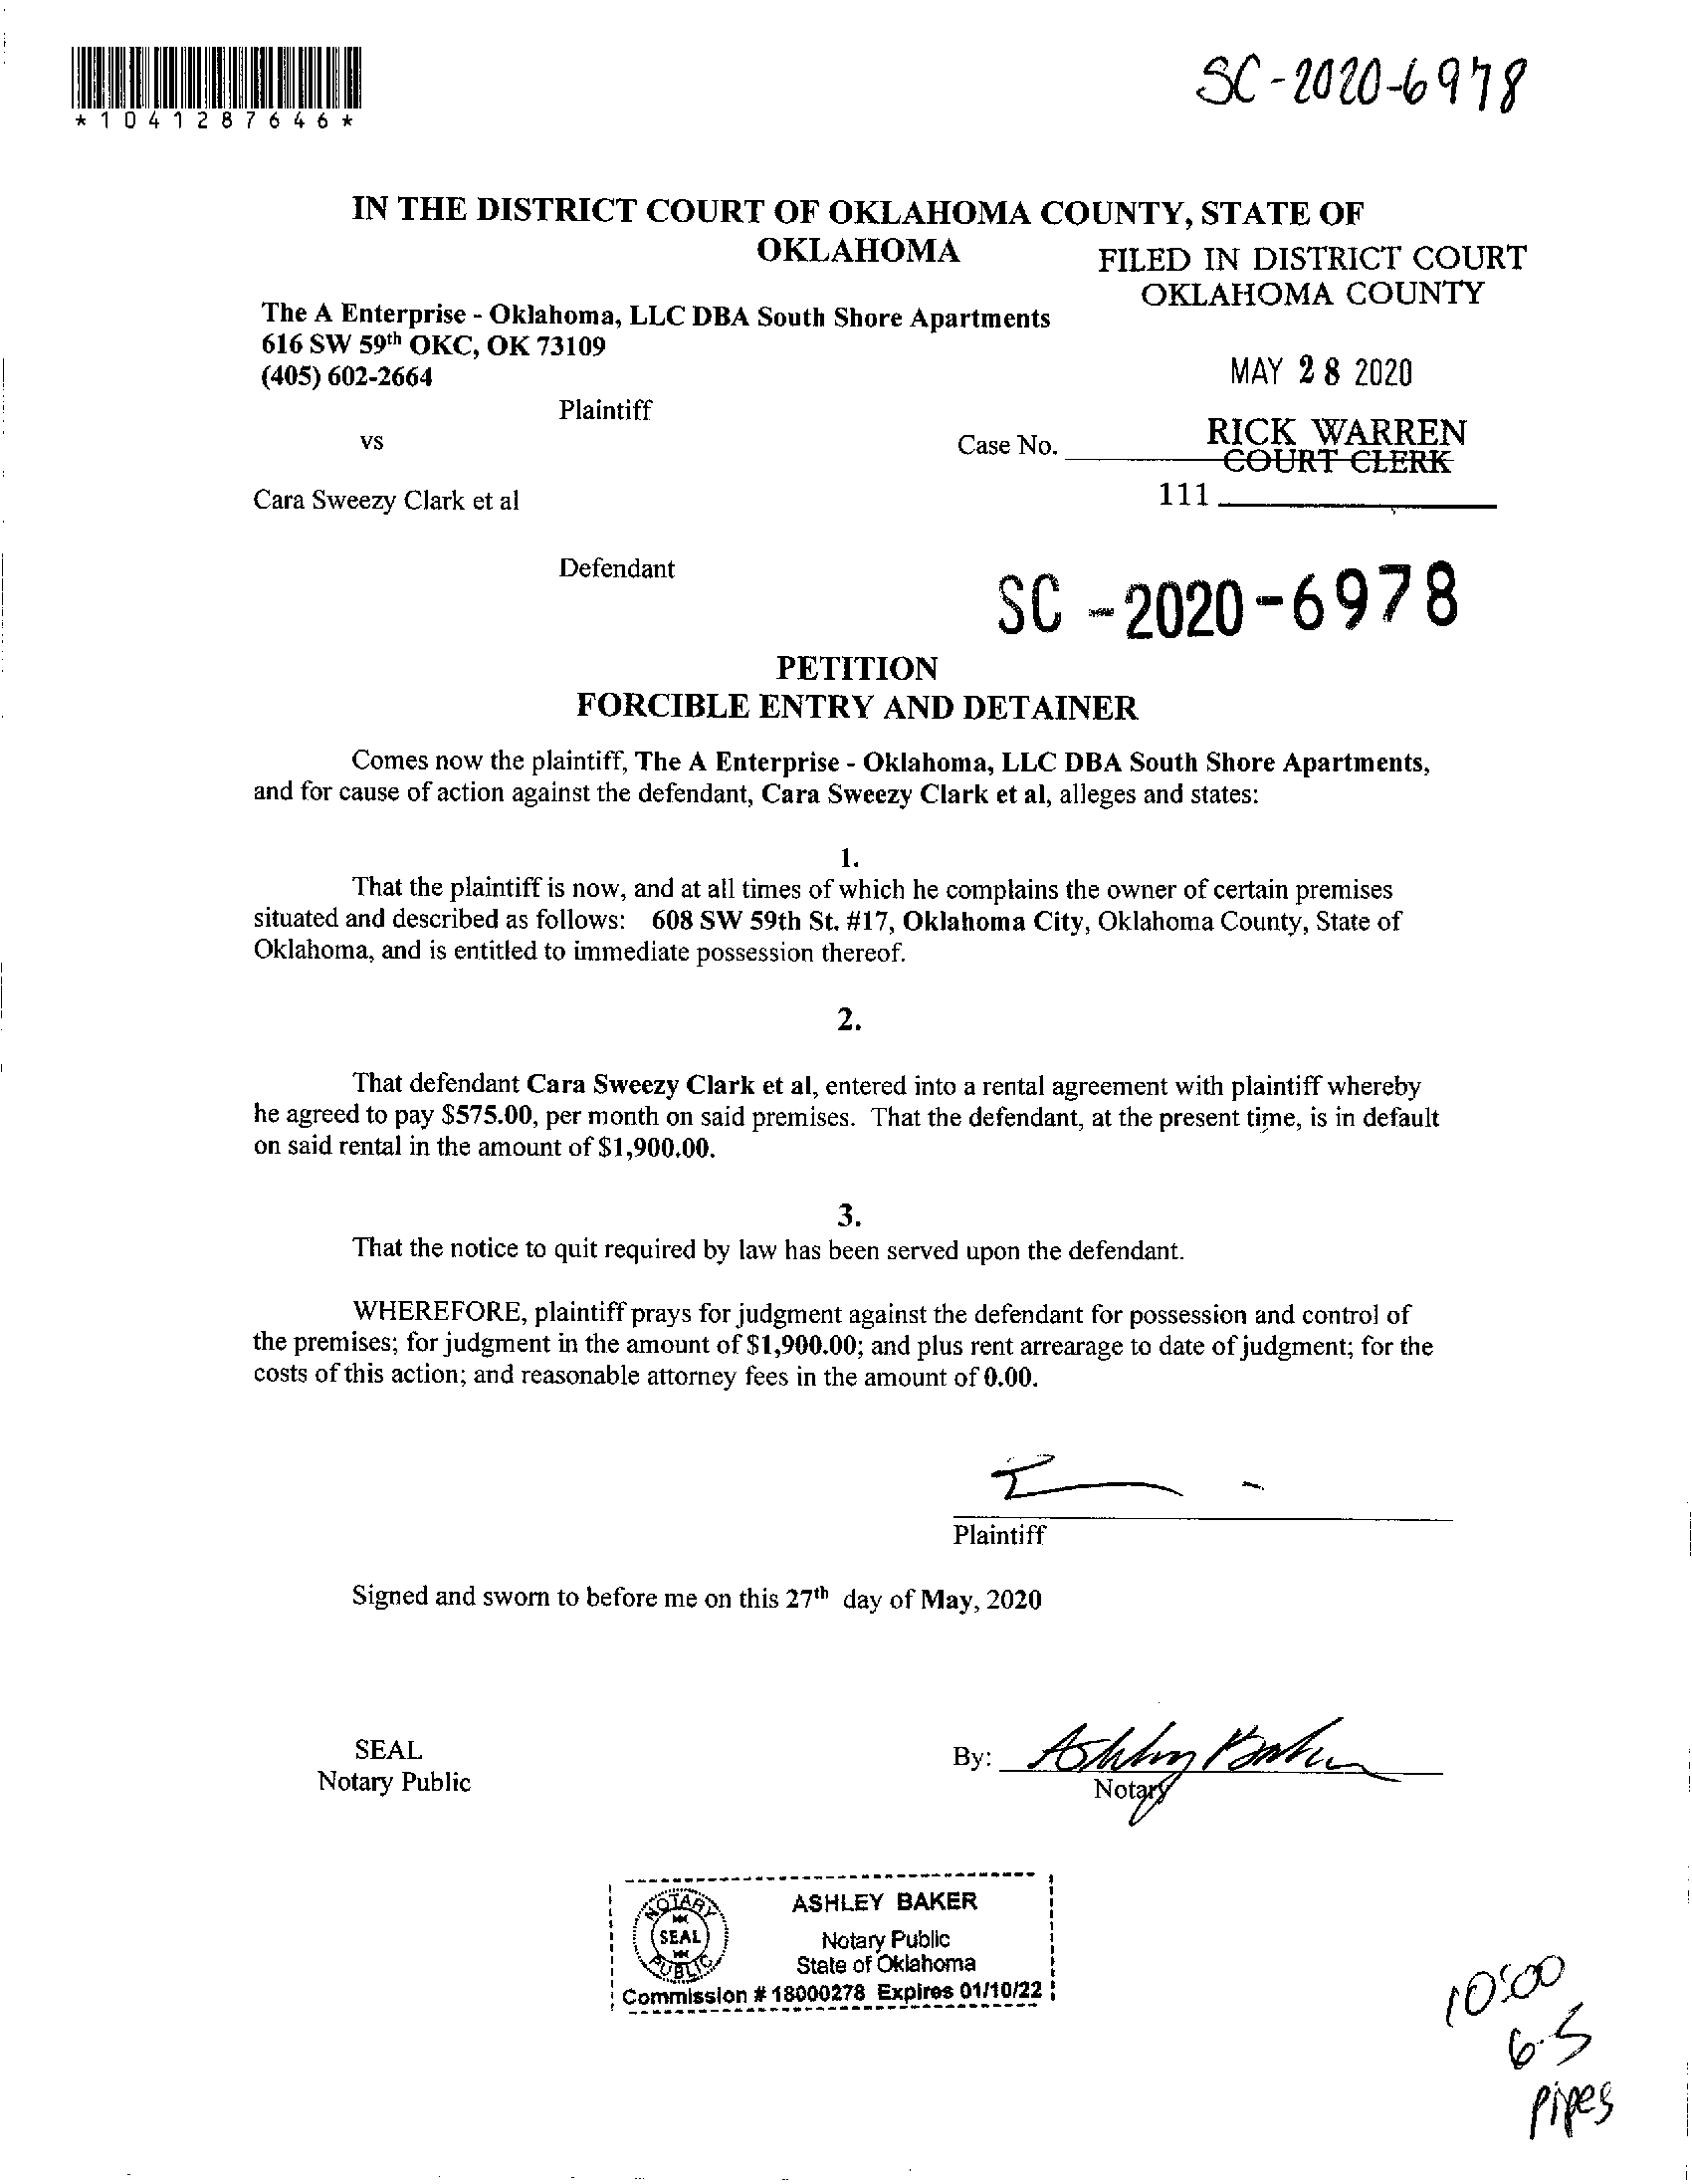 *1041287646*
SC-2020-6978
IN THE DISTRICT COURT OF OKLAHOMA COUNTY, STATE OF
OKLAHOMA
FILED IN DISTRICT COURT
OKLAHOMA COUNTY
The A Enterprise - Oklahoma, LLC DBA South Shore Apartments
616 SW 59th OKC, OK 73109
(405) 602-2664
MAY 28 2020
Plaintiff
RICK WARREN
vs
Case No.
COURT CLERK
Cara Sweezy Clark et al
111
Defendant
SC -2020-6978
PETITION
FORCIBLE ENTRY AND DETAINER
Comes now the plaintiff, The A Enterprise - Oklahoma, LLC DBA South Shore Apartments,
and for cause of action against the defendant, Cara Sweezy Clark et al, alleges and states:
1.
That the plaintiff is now, and at all times of which he complains the owner of certain premises
situated and described as follows: 608 SW 59th St. #17, Oklahoma City, Oklahoma County, State of
Oklahoma, and is entitled to immediate possession thereof.
2.
That defendant Cara Sweezy Clark et al, entered into a rental agreement with plaintiff whereby
he agreed to pay $575.00, per month on said premises. That the defendant, at the present time, is in default
on said rental in the amount of $1,900.00.
3.
That the notice to quit required by law has been served upon the defendant.
WHEREFORE, plaintiff prays for judgment against the defendant for possession and control of
the premises; for judgment in the amount of $1,900.00; and plus rent arrearage to date of judgment; for the
costs of this action; and reasonable attorney fees in the amount of 0.00.
Plaintiff
Signed and sworn to before me on this 27th day of May, 2020
SEAL
Notary Public
By: Ashley Baker
Notary
NOTARY
SEAL
PUBLIC
ASHLEY BAKER
Notary Public
State of Oklahoma
Commission # 18000278 Expires 01/10/22
10:00
6-5
Pipes